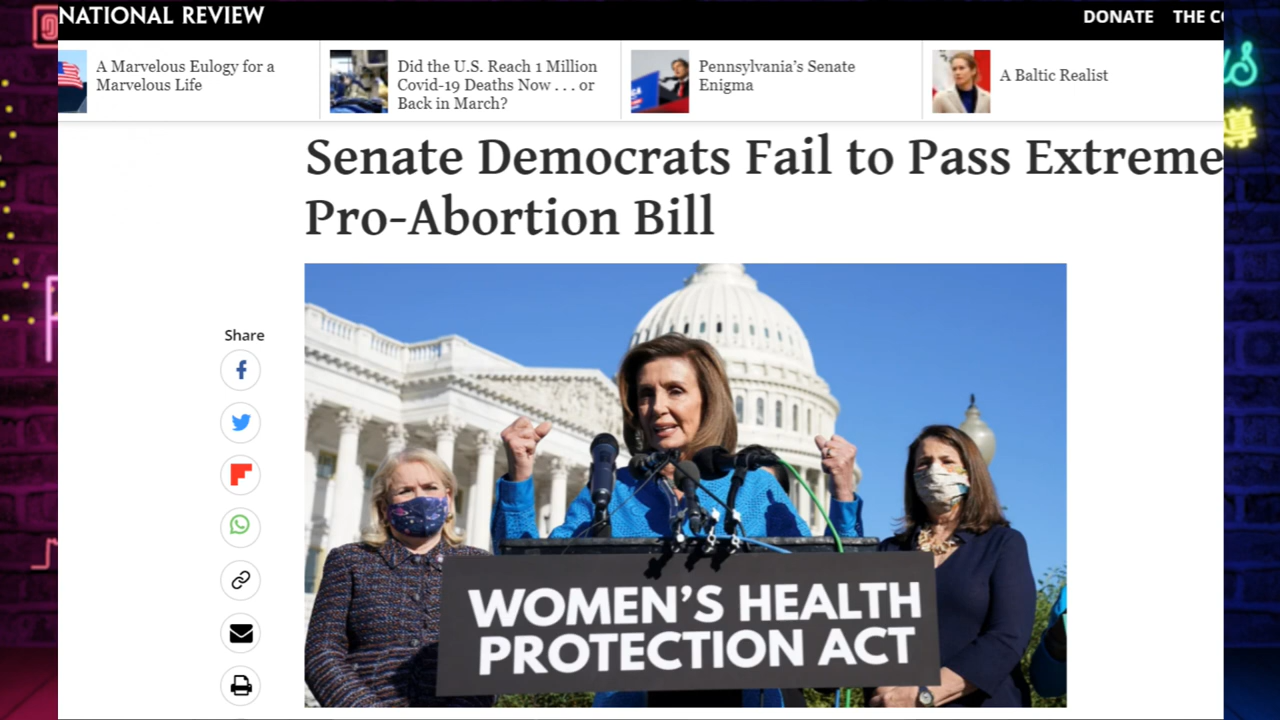 NATIONAL REVIEW
DONATE THE CO
A Marvelous Eulogy for a
Marvelous Life
Did the U.S. Reach 1 Million
Covid-19 Deaths Now . . . or
Back in March?
Pennsylvania's Senate
Enigma
A Baltic Realist
Senate Democrats Fail to Pass Extreme
Pro-Abortion Bill
Share
WOMEN'S HEALTH
PROTECTION ACT